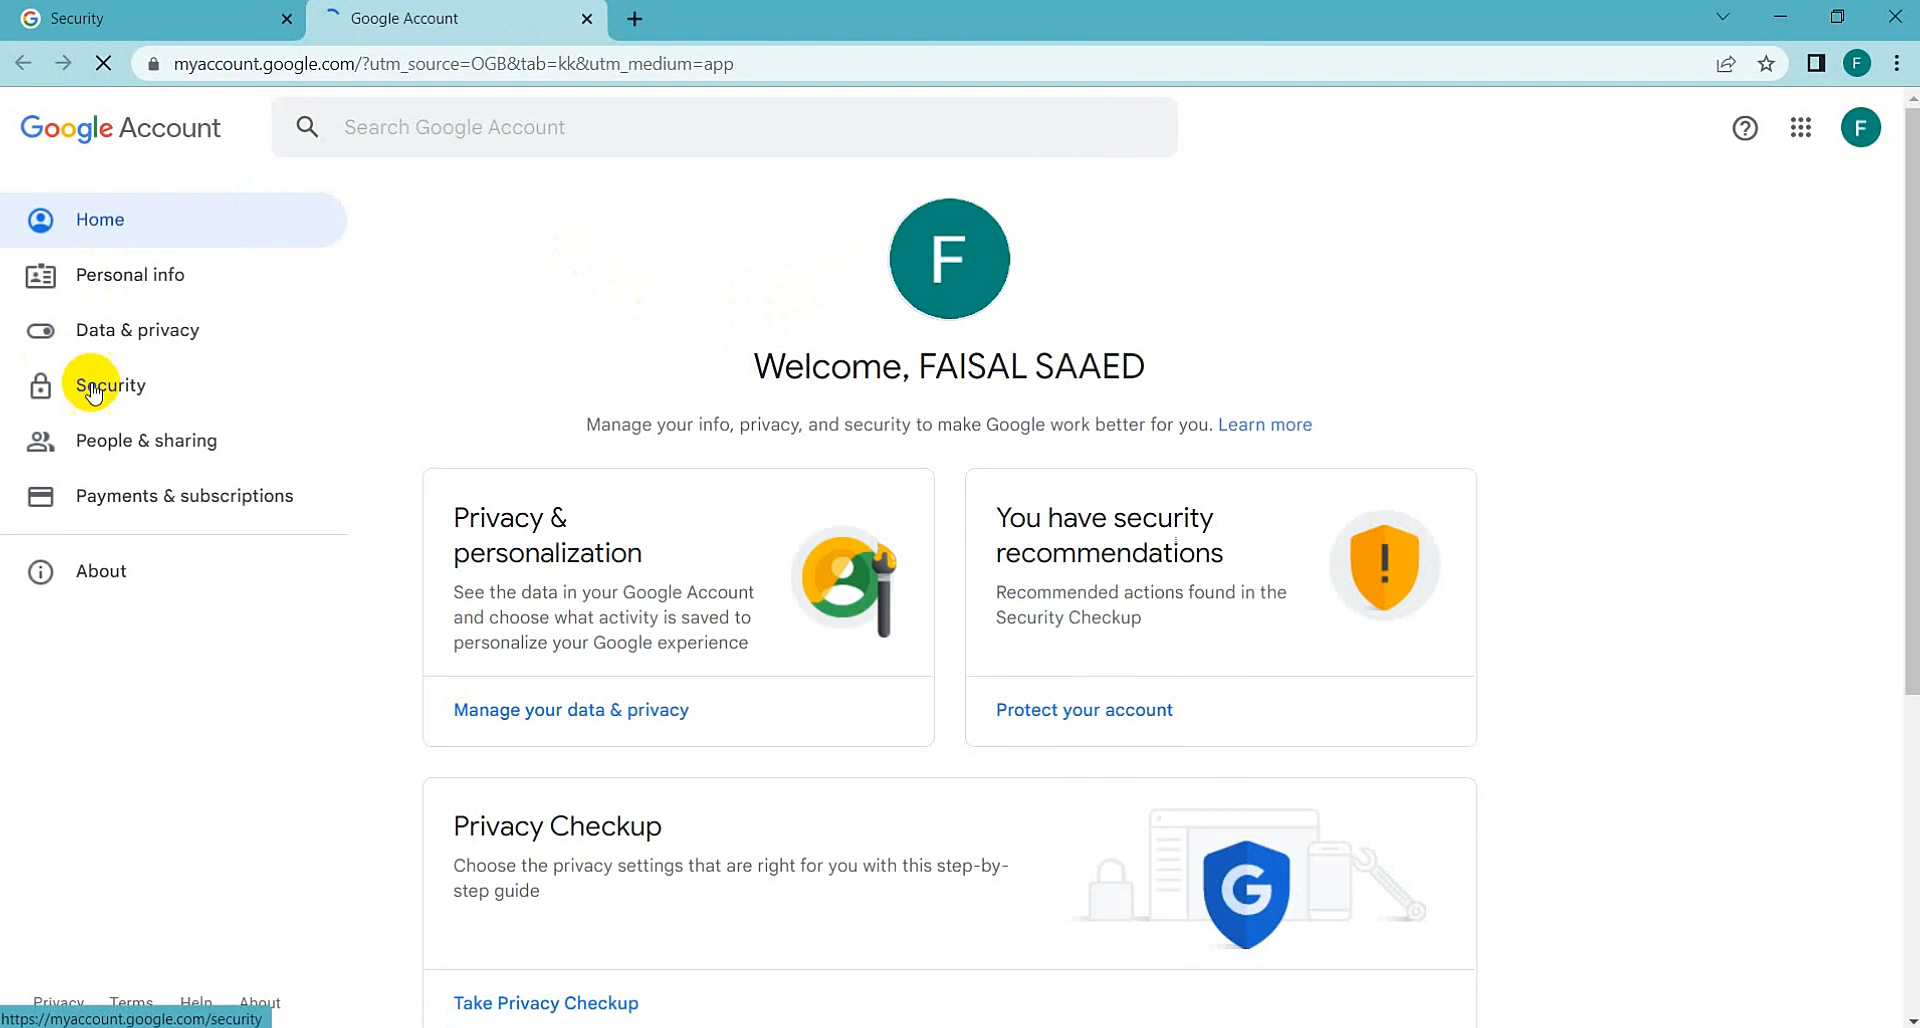 Security
Google Account
myaccount.google.com/?utm_source=OGB&tab=kk&utm_medium=app
F
Google Account
Search Google Account
F
Home
Personal info
Data & privacy
Security
People & sharing
Payments & subscriptions
About
F
Welcome, FAISAL SAAED
Manage your info, privacy, and security to make Google work better for you. Learn more
Privacy &
personalization
See the data in your Google Account
and choose what activity is saved to
personalize your Google experience
Manage your data & privacy
You have security
recommendations
Recommended actions found in the
Security Checkup
Protect your account
Privacy Checkup
Choose the privacy settings that are right for you with this step-by-
step guide
G
Take Privacy Checkup
Privacy Terms Help About
https://myaccount.google.com/security